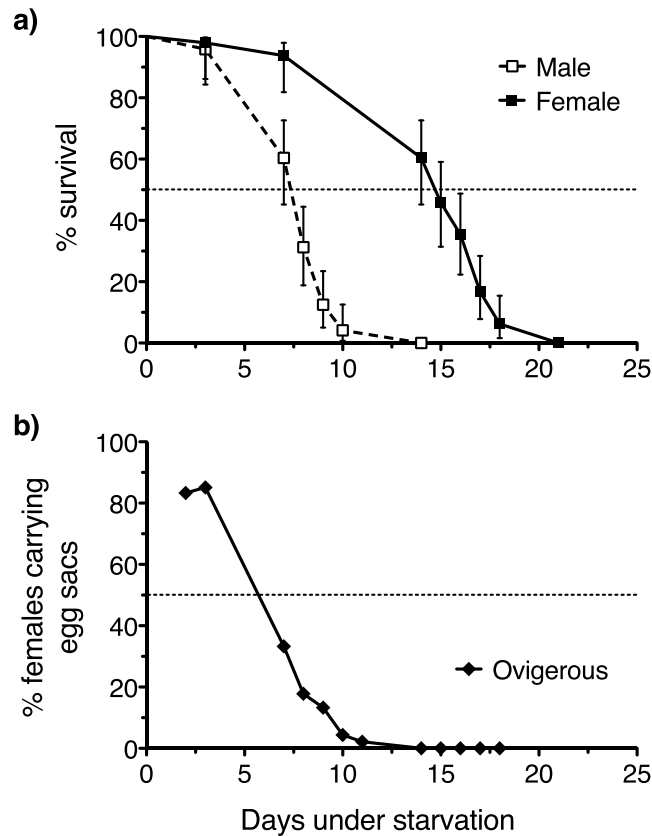 a)
100
80
60
40
20
0
% survival
Male
Female
0 5 10 15 20 25
b)
100
80
60
40
20
0
% females carrying
egg sacs
Ovigerous
0 5 10 15 20 25
Days under starvation